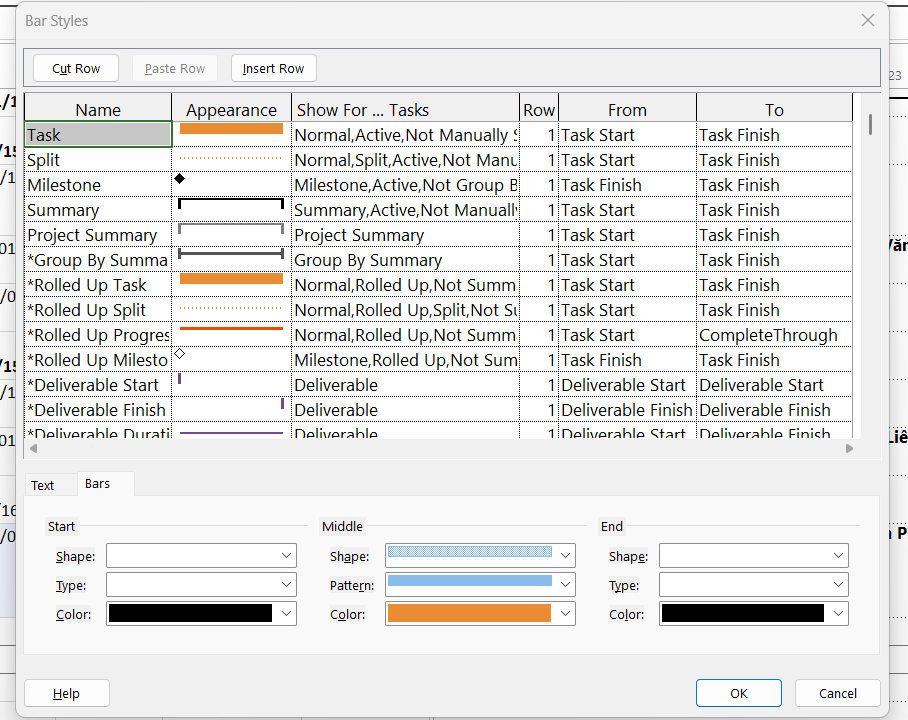 Bar Styles
Cut Row Paste Row Insert Row
Name Appearance Show For ... Tasks Row From To
Task Normal,Active,Not Manually S 1 Task Start Task Finish
Split Normal,Split,Active,Not Manu 1 Task Start Task Finish
Milestone Milestone,Active,Not Group B 1 Task Finish Task Finish
Summary Summary,Active,Not Manually 1 Task Start Task Finish
Project Summary Project Summary 1 Task Start Task Finish
*Group By Summa Group By Summary 1 Task Start Task Finish
*Rolled Up Task Normal,Rolled Up,Not Summ 1 Task Start Task Finish
*Rolled Up Split Normal,Rolled Up,Split,Not Su 1 Task Start Task Finish
*Rolled Up Progres Normal,Rolled Up,Not Summ 1 Task Start CompleteThrough
*Rolled Up Milesto Milestone,Rolled Up,Not Sum 1 Task Finish Task Finish
*Deliverable Start Deliverable 1 Deliverable Start Deliverable Start
*Deliverable Finish Deliverable 1 Deliverable Finish Deliverable Finish
*Deliverable Durati Deliverable 1 Deliverable Start Deliverable Finish
Text Bars
Start Middle End
Shape: Shape: Shape:
Type: Pattern: Type:
Color: Color: Color:
Help OK Cancel